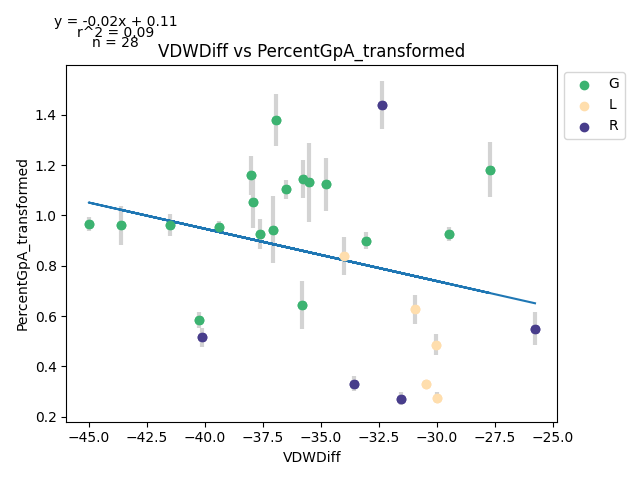 y = -0.02x + 0.11
r^2 = 0.09
n = 28
VDWDiff vs PercentGpA_transformed
G
L
R
PercentGpA_transformed
1.4
1.2
1.0
0.8
0.6
0.4
0.2
−45.0 −42.5 −40.0 −37.5 −35.0 −32.5 −30.0 −27.5 −25.0
VDWDiff